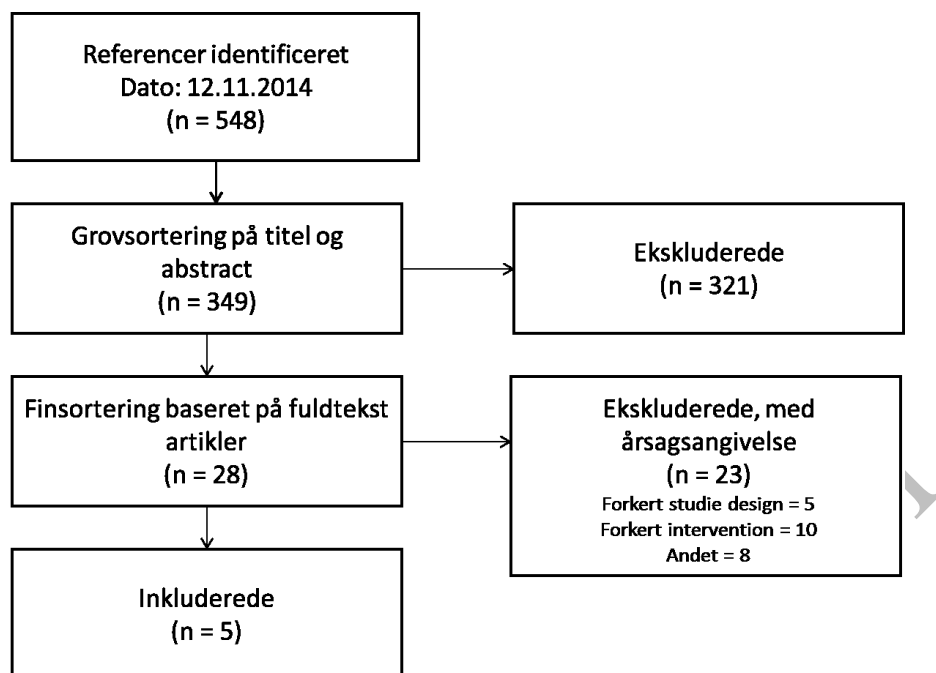 Referencer identificeret
Dato: 12.11.2014
(n = 548)
Grovsortering på titel og
abstract
(n = 349)
Ekskluderede
(n = 321)
Finsortering baseret på fuldtekst
artikler
(n = 28)
Ekskluderede, med
årsagsangivelse
(n = 23)
Forkert studie design = 5
Forkert intervention = 10
Andet = 8
Inkluderede
(n = 5)